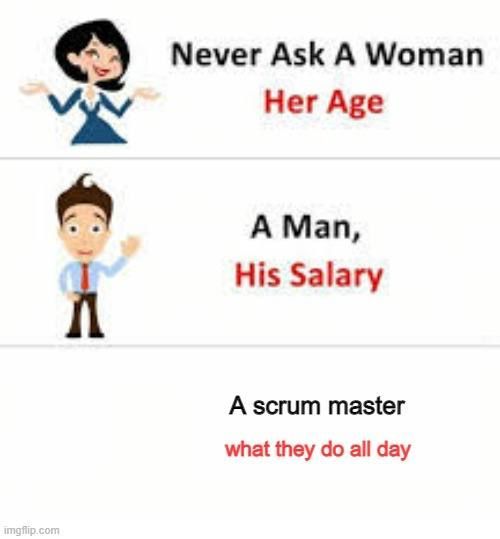 Never Ask A Woman
Her Age
A Man,
His Salary
A scrum master
what they do all day
imgflip.com